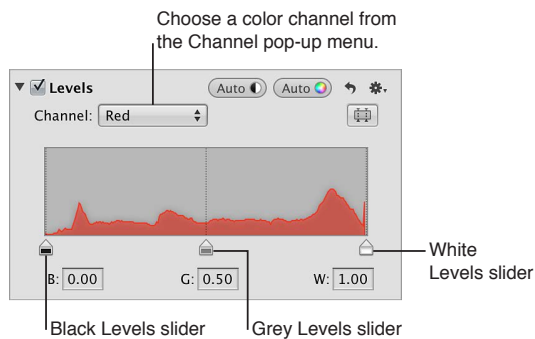 Choose a color channel from
the Channel pop-up menu.
Levels
Auto
Auto
Channel: Red
B: 0.00
G: 0.50
W: 1.00
White
Levels slider
Black Levels slider
Grey Levels slider